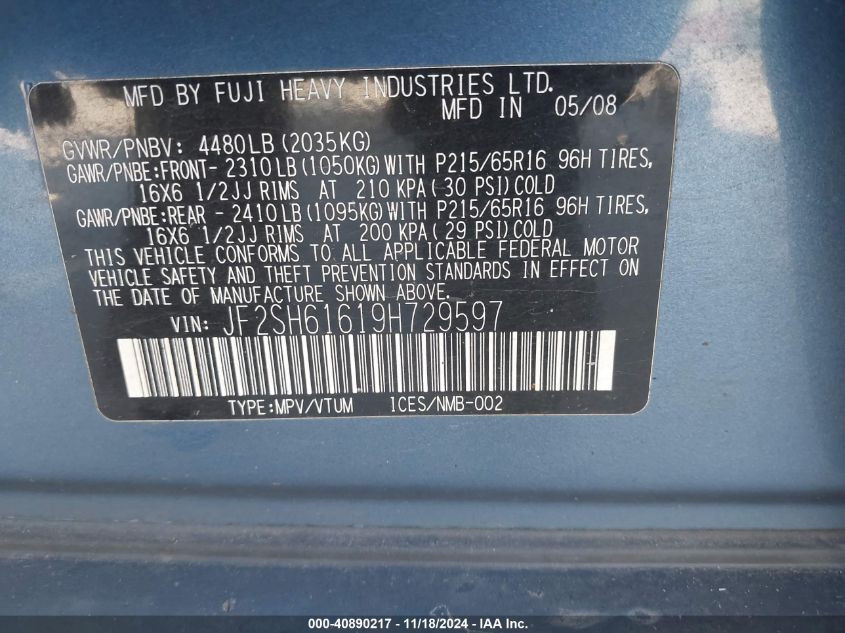 MFD BY FUJI HEAVY INDUSTRIES LTD.
MFD IN 05/08
GVWR/PNBV: 4480LB(2035KG)
GAWR/PNBE:FRONT- 2310LB(1050KG)WITH P215/65R16 96H TIRES,
16X6 1/2JJ RIMS AT 210 KPA(30 PSI)COLD
GAWR/PNBE:REAR - 2410LB(1095KG)WITH P215/65R16 96H TIRES,
16X6 1/2JJ RIMS AT 200 KPA(29 PSI)COLD
THIS VEHICLE CONFORMS TO ALL APPLICABLE FEDERAL MOTOR
VEHICLE SAFETY AND THEFT PREVENTION STANDARDS IN EFFECT ON
THE DATE OF MANUFACTURE SHOWN ABOVE.
VIN: JF2SH61619H729597
TYPE:MPV/VTUM ICES/NMB-002
000-40890217 - 11/18/2024 - IAA Inc.